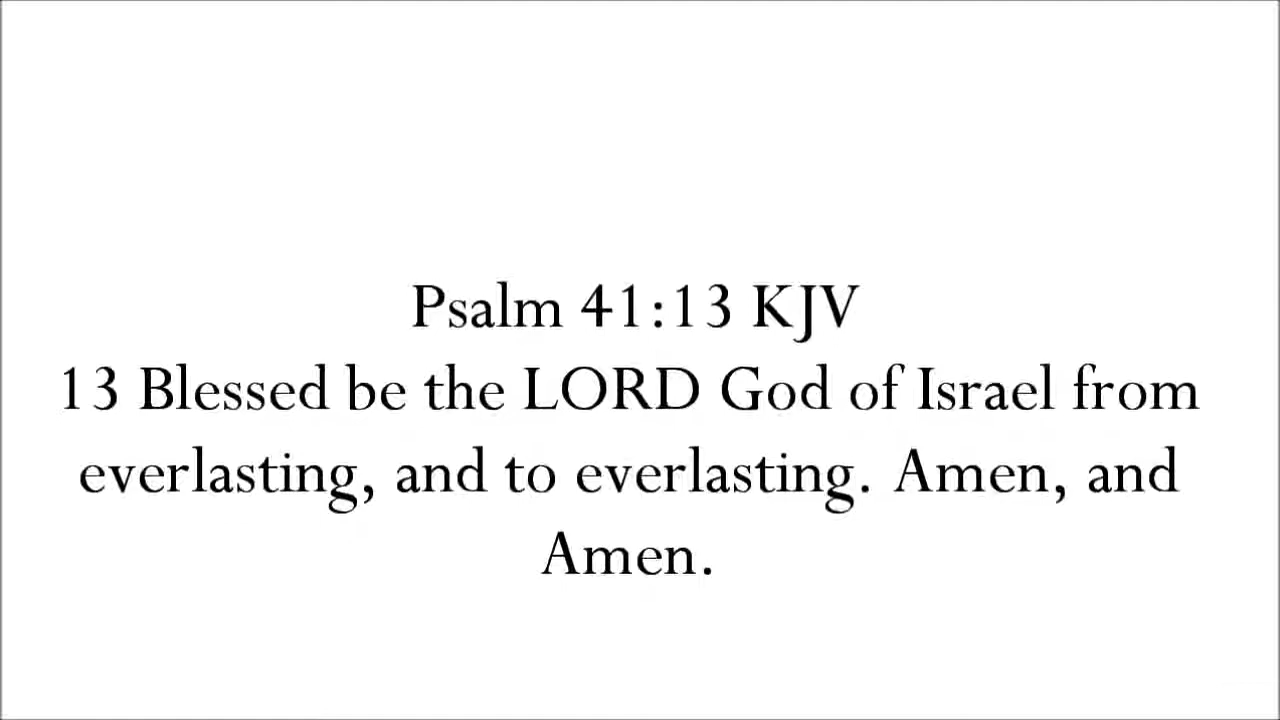 Psalm 41:13 KJV
13 Blessed be the LORD God of Israel from
everlasting, and to everlasting. Amen, and
Amen.